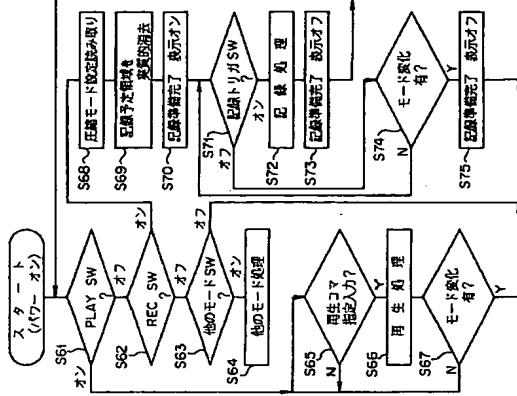 スタート
(パワー オン)
S61
PLAY SW
?
オン
オフ
S62
REC SW
?
オン
オフ
S63
他のモードSW
?
オフ
オン
S64
他のモード処理
S65
再生コマ
指定入力?
N
Y
S66
再生処理
S67
モード変化
有?
N
Y
S68
圧縮モード設定読み取り
S69
記録予定領域を
実質的消去
S70
記録準備完了 表示オン
S71
記録トリガSW
?
オフ
オン
S72
記録処理
S73
記録準備完了 表示オフ
S74
モード変化
有?
N
Y
S75
記録準備完了 表示オフ